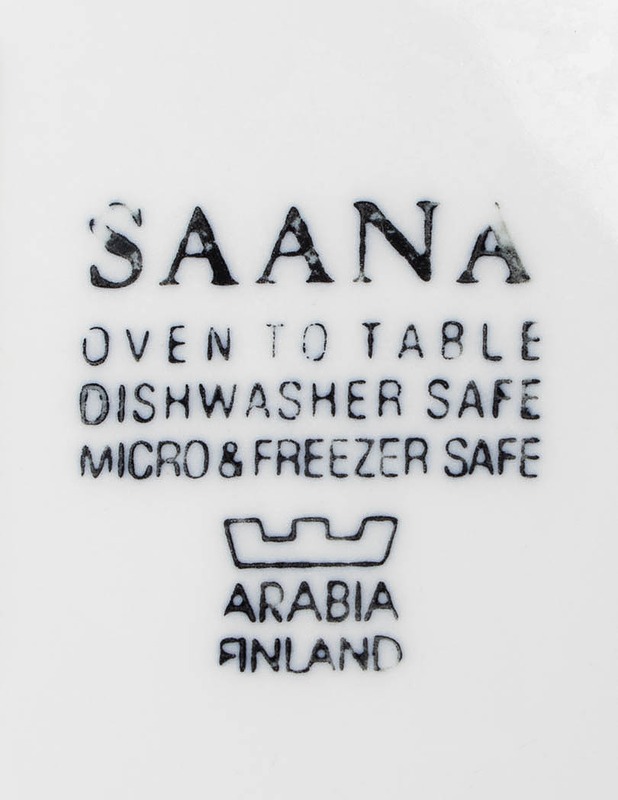 SAANA
OVEN TO TABLE
DISHWASHER SAFE
MICRO & FREEZER SAFE
ARABIA
FINLAND